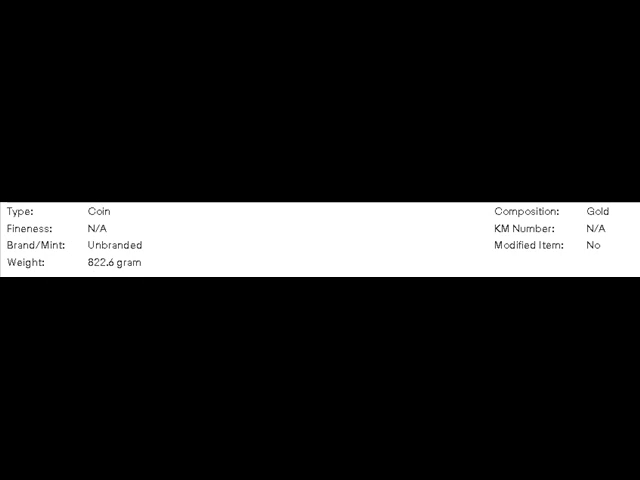 Type: Coin Composition: Gold
Fineness: N/A KM Number: N/A
Brand/Mint: Unbranded Modified Item: No
Weight: 822.6 gram